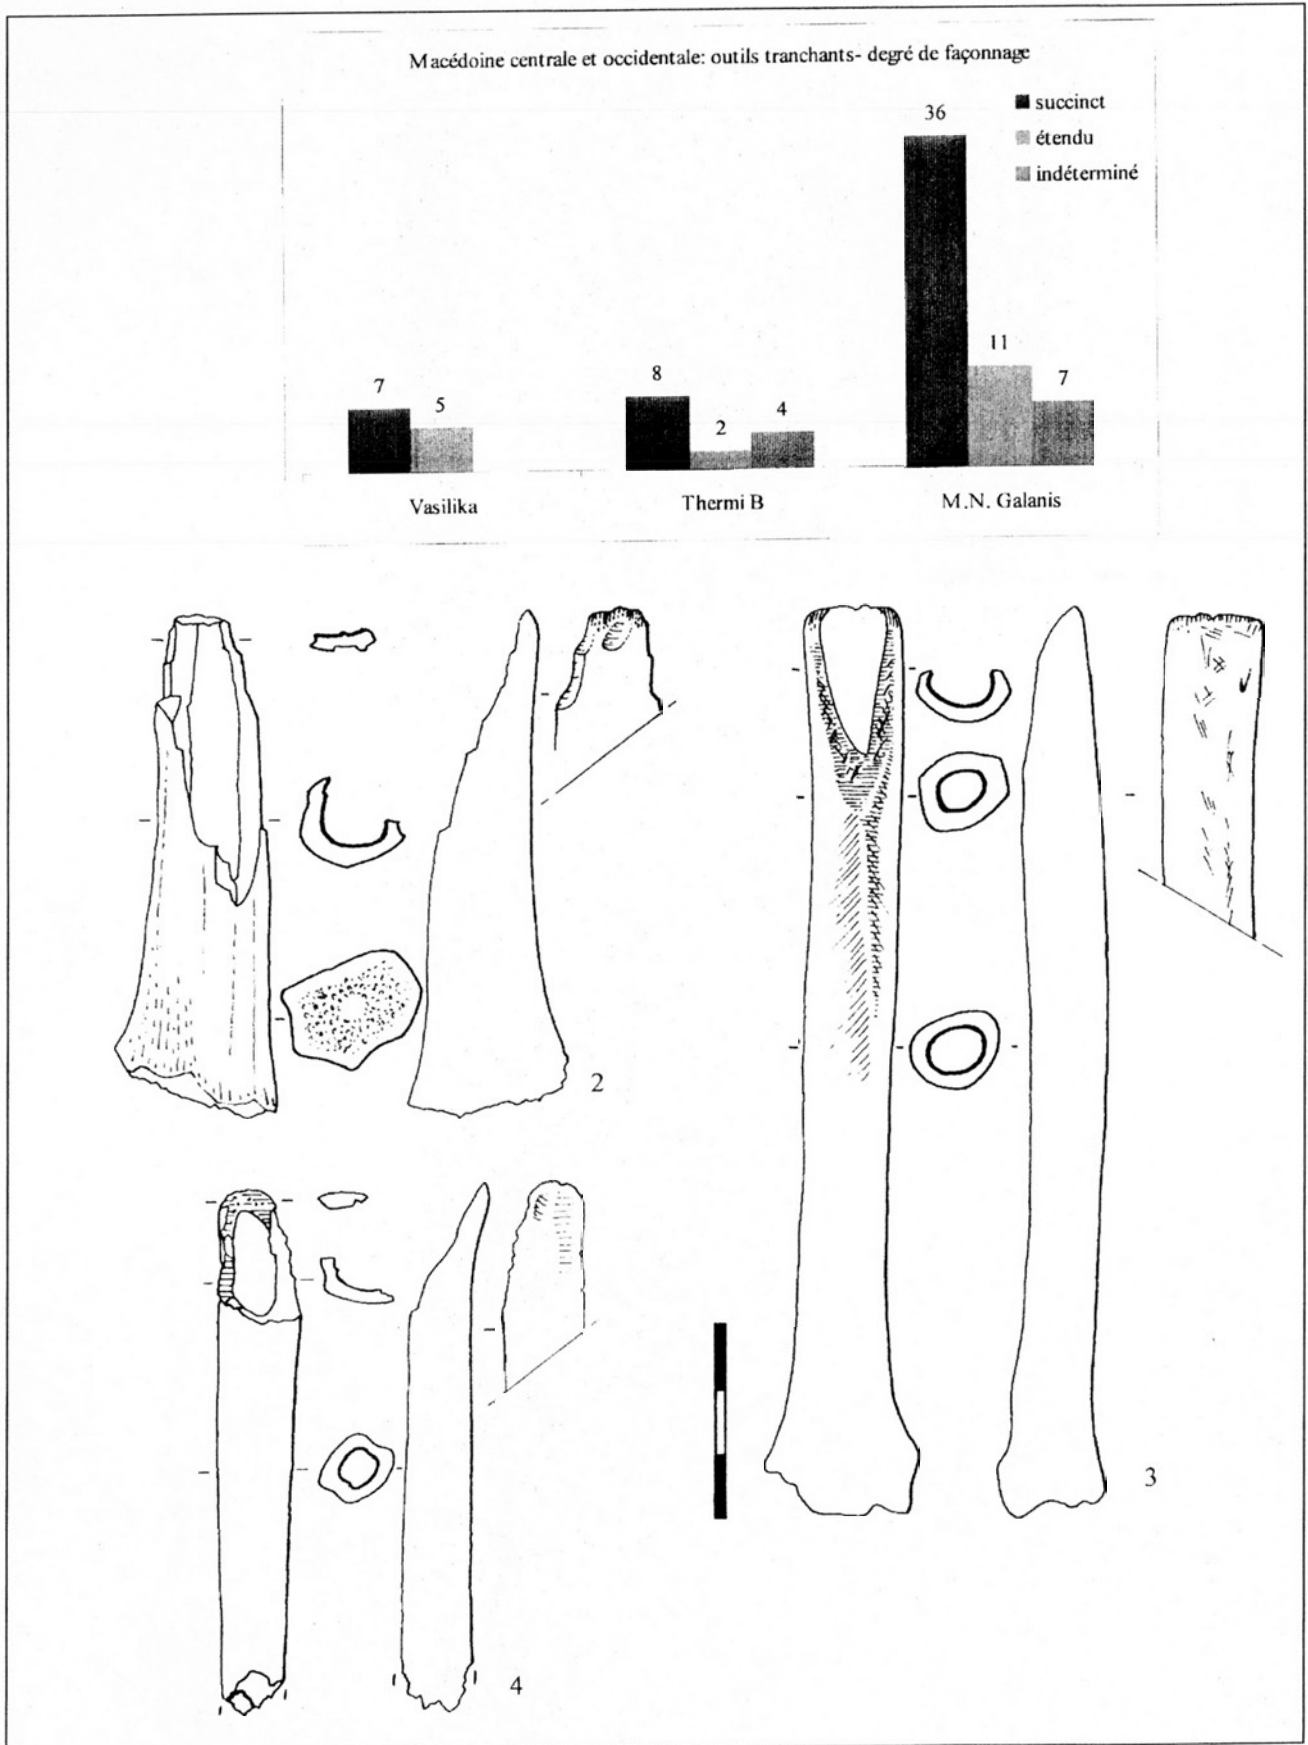 Macédoine centrale et occidentale: outils tranchants- degré de façonnage
succinct
étendu
indéterminé
36
11
7
8
2
4
7
5
Vasilika
Thermi B
M.N. Galanis
2
3
4